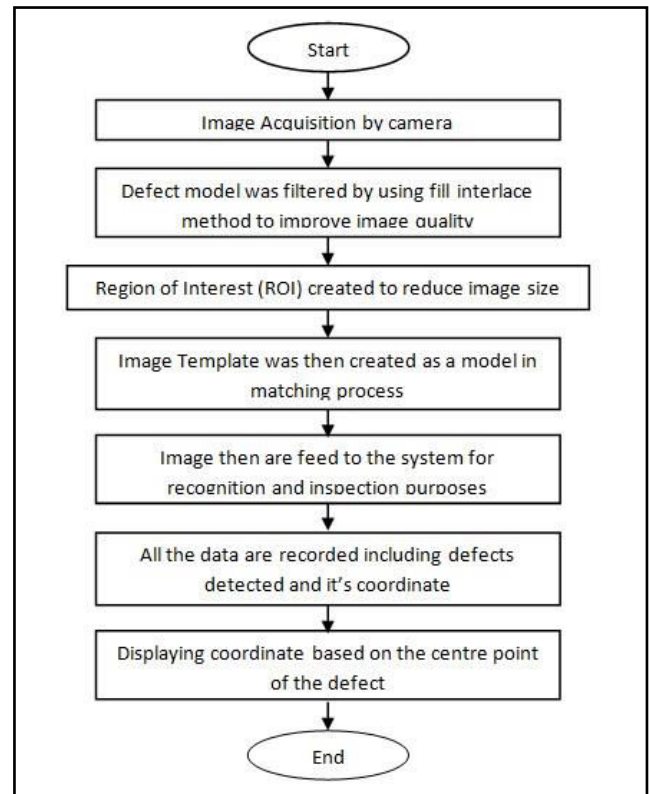 Start
Image Acquisition by camera
Defect model was filtered by using fill interlace
method to improve image quality
Region of Interest (ROI) created to reduce image size
Image Template was then created as a model in
matching process
Image then are feed to the system for
recognition and inspection purposes
All the data are recorded including defects
detected and it's coordinate
Displaying coordinate based on the centre point
of the defect
End